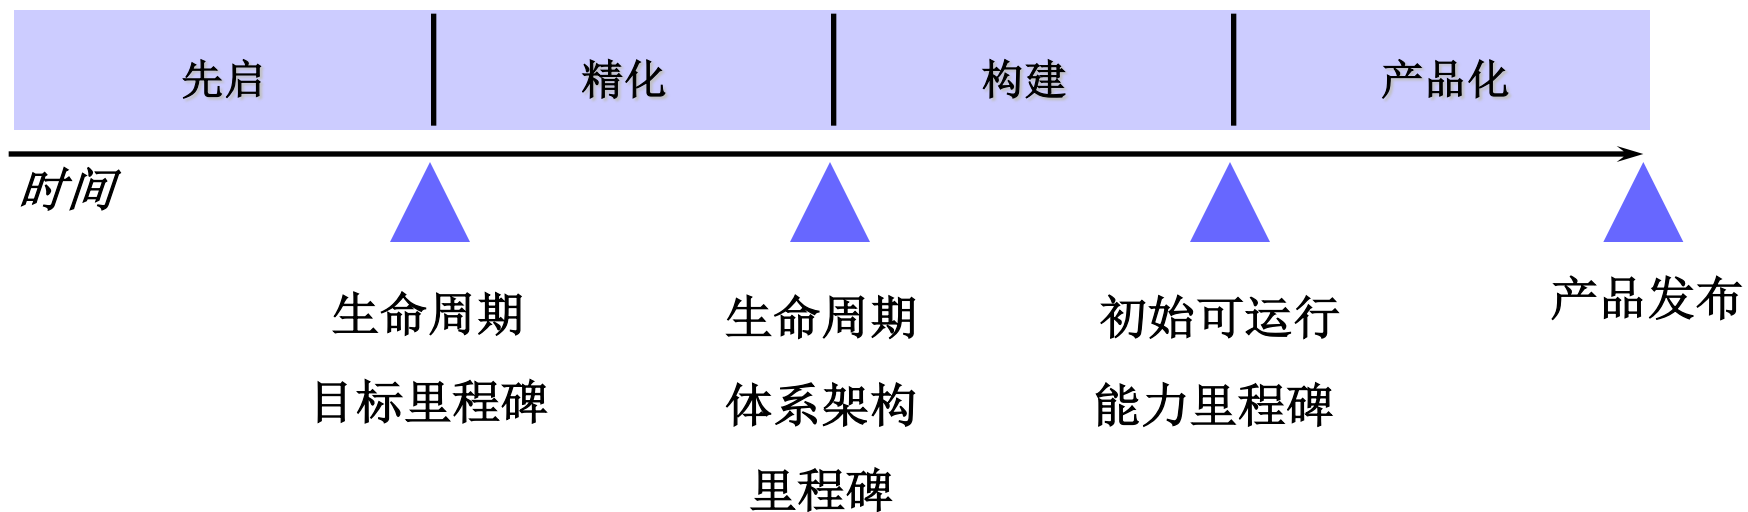 先启 精化 构建 产品化
时间
生命周期
目标里程碑
生命周期
体系架构
里程碑
初始可运行
能力里程碑
产品发布